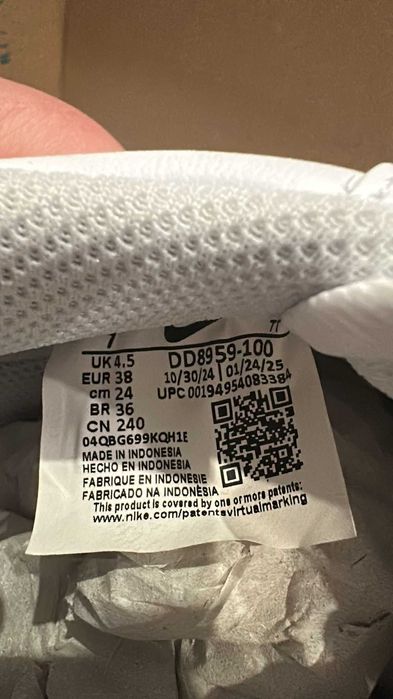 UK 4.5 DD8959-100
EUR 38 10/30/24 | 01/24/25
cm 24 UPC 00194954083384
BR 36
CN 240
04QBG699KQH1E
MADE IN INDONESIA
HECHO EN INDONESIA
FABRIQUE EN INDONESIE
FABRICADO NA INDONESIA
This product is covered by one or more patents:
www.nike.com/patentsvirtualmarking